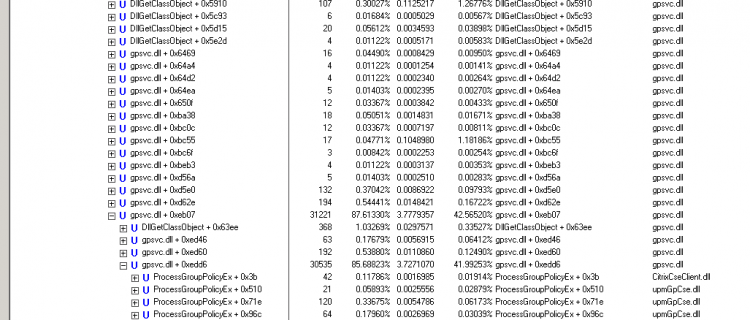 DllGetClassObject + 0x5910 107 0.30027% 0.1125217 1.26776% DllGetClassObject + 0x5910 gpsvc.dll
DllGetClassObject + 0x5c93 6 0.01684% 0.0005029 0.00567% DllGetClassObject + 0x5c93 gpsvc.dll
DllGetClassObject + 0x5d15 20 0.05612% 0.0034593 0.03898% DllGetClassObject + 0x5d15 gpsvc.dll
DllGetClassObject + 0x5e2d 4 0.01122% 0.0005171 0.00583% DllGetClassObject + 0x5e2d gpsvc.dll
gpsvc.dll + 0x6469 16 0.04490% 0.0008429 0.00950% gpsvc.dll + 0x6469 gpsvc.dll
gpsvc.dll + 0x64a4 4 0.01122% 0.0001254 0.00141% gpsvc.dll + 0x64a4 gpsvc.dll
gpsvc.dll + 0x64d2 4 0.01122% 0.0002340 0.00264% gpsvc.dll + 0x64d2 gpsvc.dll
gpsvc.dll + 0x64ea 5 0.01403% 0.0002395 0.00270% gpsvc.dll + 0x64ea gpsvc.dll
gpsvc.dll + 0x650f 12 0.03367% 0.0003842 0.00433% gpsvc.dll + 0x650f gpsvc.dll
gpsvc.dll + 0xba38 18 0.05051% 0.0014831 0.01671% gpsvc.dll + 0xba38 gpsvc.dll
gpsvc.dll + 0xbc0c 12 0.03367% 0.0007197 0.00811% gpsvc.dll + 0xbc0c gpsvc.dll
gpsvc.dll + 0xbc55 17 0.04771% 0.1048980 1.18186% gpsvc.dll + 0xbc55 gpsvc.dll
gpsvc.dll + 0xbc6f 3 0.00842% 0.0002253 0.00254% gpsvc.dll + 0xbc6f gpsvc.dll
gpsvc.dll + 0xbeb3 4 0.01122% 0.0003137 0.00353% gpsvc.dll + 0xbeb3 gpsvc.dll
gpsvc.dll + 0xd56a 5 0.01403% 0.0002510 0.00283% gpsvc.dll + 0xd56a gpsvc.dll
gpsvc.dll + 0xd5e0 132 0.37042% 0.0086922 0.09793% gpsvc.dll + 0xd5e0 gpsvc.dll
gpsvc.dll + 0xd62e 194 0.54441% 0.0148421 0.16722% gpsvc.dll + 0xd62e gpsvc.dll
gpsvc.dll + 0xeb07 31221 87.61330% 3.7779357 42.56520% gpsvc.dll + 0xeb07 gpsvc.dll
DllGetClassObject + 0x63ee 368 1.03269% 0.0297571 0.33527% DllGetClassObject + 0x63ee gpsvc.dll
gpsvc.dll + 0xed46 63 0.17679% 0.0056915 0.06412% gpsvc.dll + 0xed46 gpsvc.dll
gpsvc.dll + 0xed60 192 0.53880% 0.0110860 0.12490% gpsvc.dll + 0xed60 gpsvc.dll
gpsvc.dll + 0xedd6 30535 85.68823% 3.7271070 41.99253% gpsvc.dll + 0xedd6 gpsvc.dll
ProcessGroupPolicyEx + 0x3b 42 0.11786% 0.0016985 0.01914% ProcessGroupPolicyEx + 0x3b CitrixCseClient.dll
ProcessGroupPolicyEx + 0x510 21 0.05893% 0.0025556 0.02879% ProcessGroupPolicyEx + 0x510 upmGpCse.dll
ProcessGroupPolicyEx + 0x71e 120 0.33675% 0.0054786 0.06173% ProcessGroupPolicyEx + 0x71e upmGpCse.dll
ProcessGroupPolicyEx + 0x96c 64 0.17960% 0.0026969 0.03039% ProcessGroupPolicyEx + 0x96c upmGpCse.dll